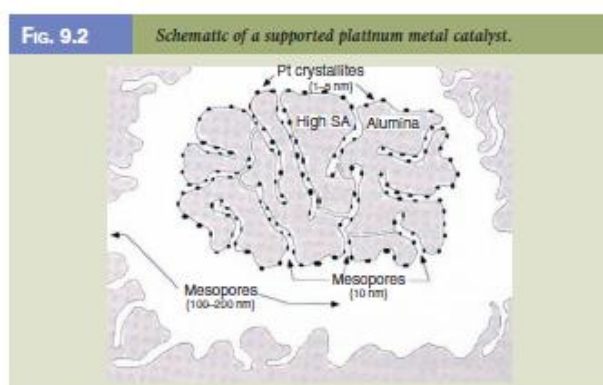 FIG. 9.2
Schematic of a supported platinum metal catalyst.
Pt crystallites
High SA Alumina
Mesopores
(10 nm)
Mesopores
(100–200 nm)